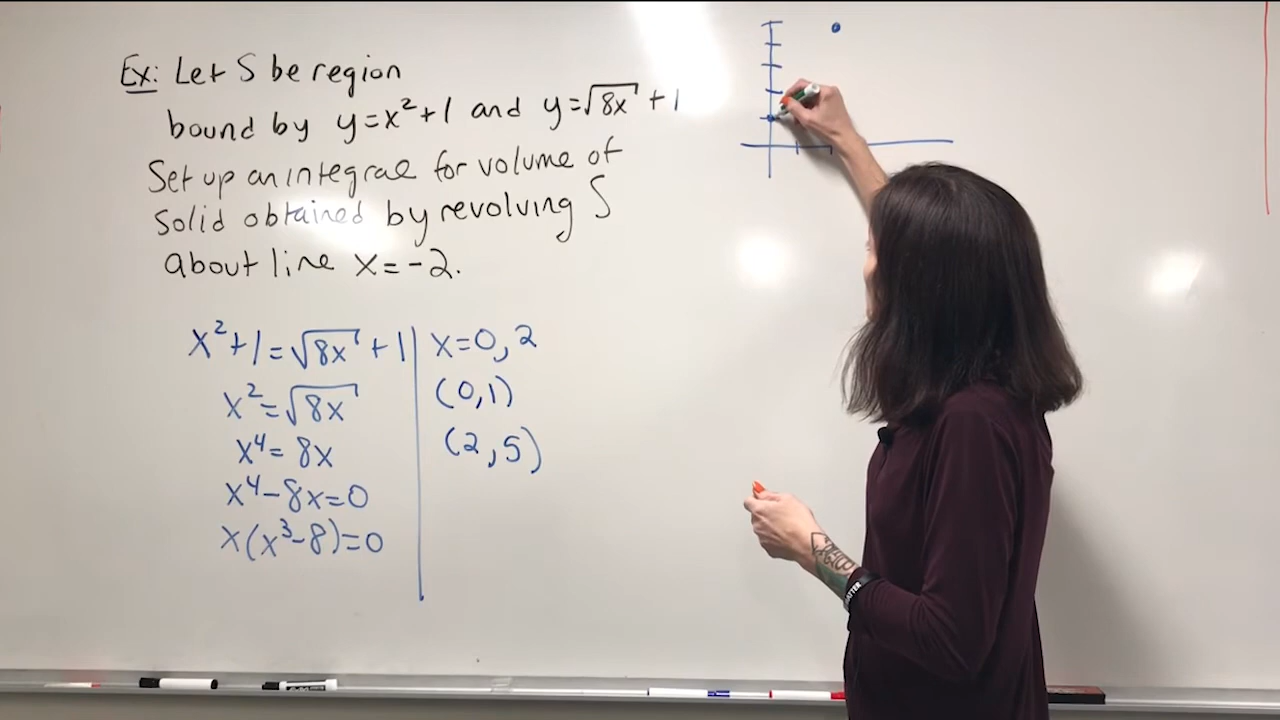 Ex: Let S be region
bound by y=x²+1 and y=√8x +1
Set up an integral for volume of
solid obtained by revolving S
about line x=-2.
x²+1=√8x +1
x²=√8x
x⁴=8x
x⁴-8x=0
x(x³-8)=0
x=0,2
(0,1)
(2,5)